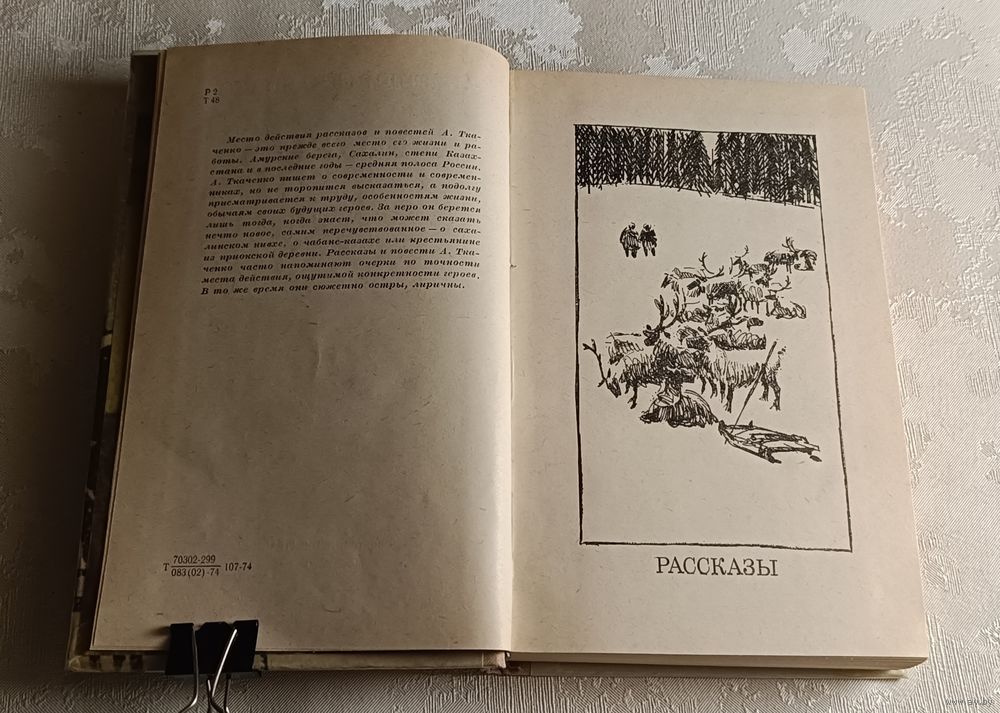 Р 2
Т 48
Место действия рассказов и повестей А. Тка-
ченко — это прежде всего место его жизни и ра-
боты. Амурские берега, Сахалин, степи Казах-
стана и в последние годы — средняя полоса России.
А. Ткаченко пишет о современности и современ-
никах, но не торопится высказаться, а подолгу
присматривается к труду, особенностям жизни,
обычаям своих будущих героев. За перо он берется
лишь тогда, когда знает, что может сказать
нечто новое, самим перечувствованное — о саха-
линском нивхе, о чабане-казахе или крестьянине
из приокской деревни. Рассказы и повести А. Тка-
ченко часто напоминают очерки по точности
места действия, ощутимой конкретности героев.
В то же время они сюжетно остры, лиричны.
Т 70302-299
083(02)-74 107-74
РАССКАЗЫ
www.ay.by